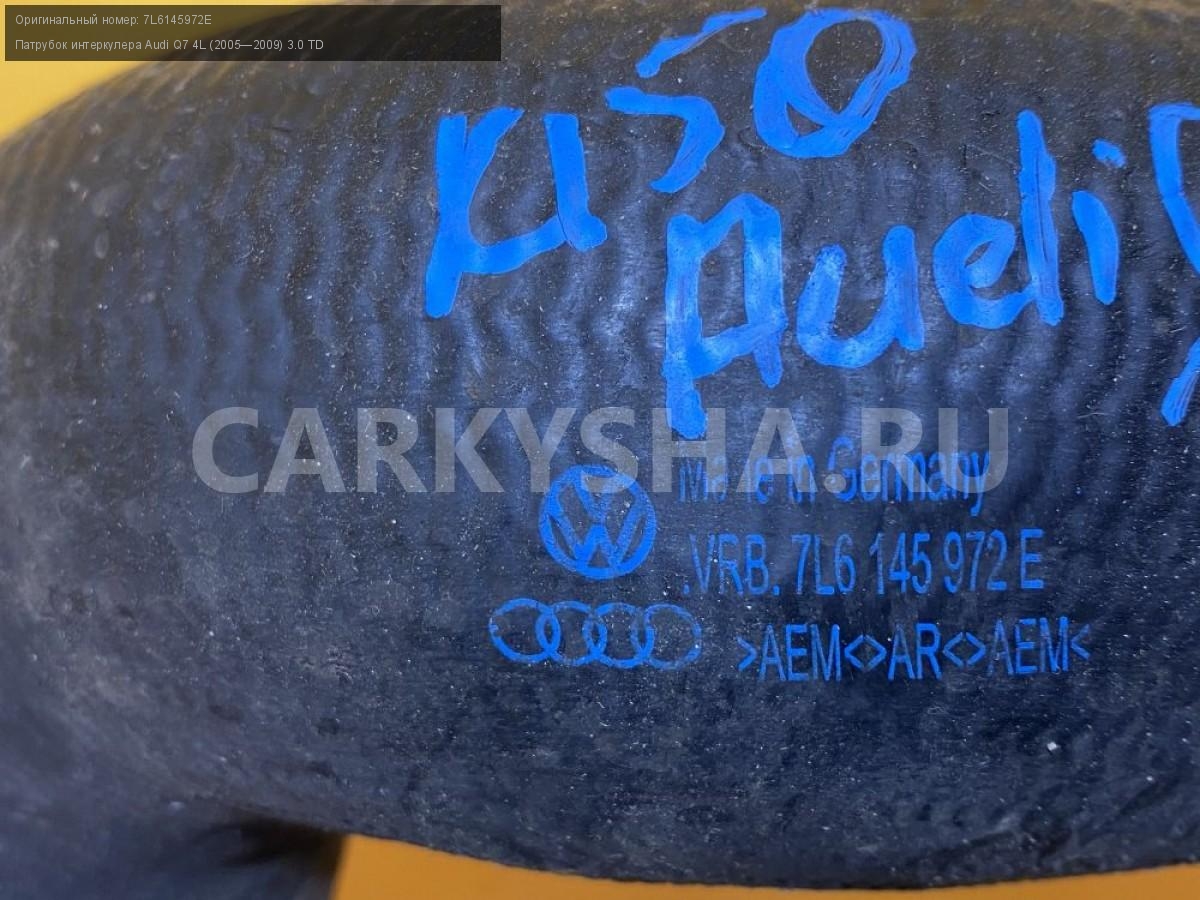 Оригинальный номер: 7L6145972E
Патрубок интеркулера Audi Q7 4L (2005—2009) 3.0 TD
50
Audi
CARKYSHA.RU
Made in Germany
.VRB. 7L6 145 972 E
>AEM<>AR<>AEM<